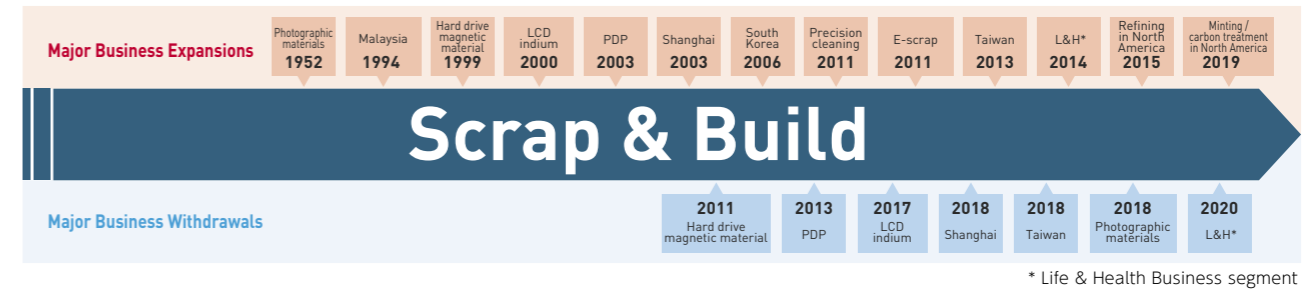 Major Business Expansions
Photographic
materials
1952
Malaysia
1994
Hard drive
magnetic
material
1999
LCD
indium
2000
PDP
2003
Shanghai
2003
South
Korea
2006
Precision
cleaning
2011
E-scrap
2011
Taiwan
2013
L&H*
2014
Refining
in North
America
2015
Minting /
carbon treatment
in North America
2019
Scrap & Build
Major Business Withdrawals
2011
Hard drive
magnetic material
2013
PDP
2017
LCD
indium
2018
Shanghai
2018
Taiwan
2018
Photographic
materials
2020
L&H*
* Life & Health Business segment